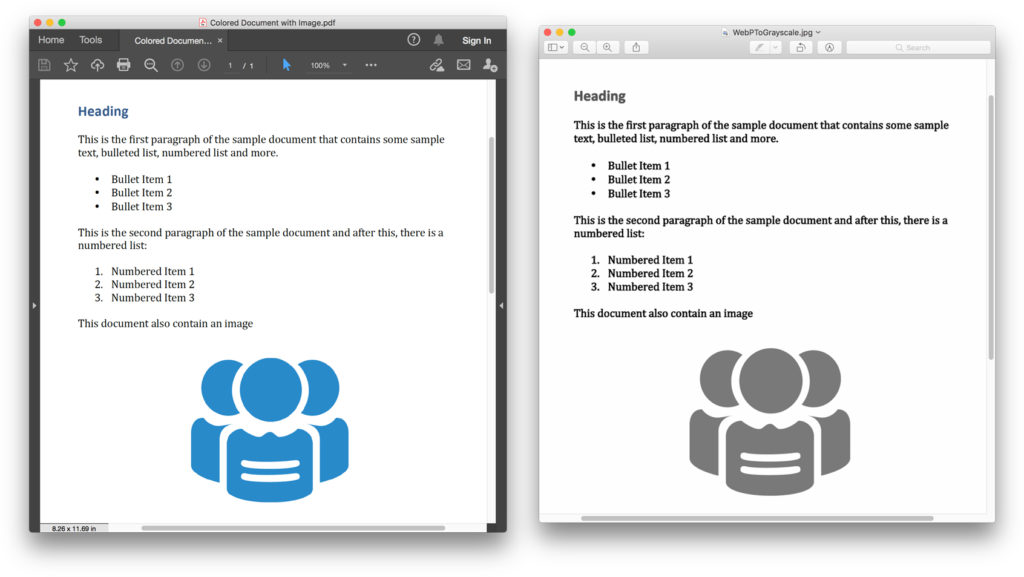 Colored Document with Image.pdf
Home Tools Colored Documen... × Sign In
1 / 1 100%
Heading
This is the first paragraph of the sample document that contains some sample
text, bulleted list, numbered list and more.
• Bullet Item 1
• Bullet Item 2
• Bullet Item 3
This is the second paragraph of the sample document and after this, there is a
numbered list:
1. Numbered Item 1
2. Numbered Item 2
3. Numbered Item 3
This document also contain an image
8.26 x 11.69 in
WebPToGrayscale.jpg
Search
Heading
This is the first paragraph of the sample document that contains some sample
text, bulleted list, numbered list and more.
• Bullet Item 1
• Bullet Item 2
• Bullet Item 3
This is the second paragraph of the sample document and after this, there is a
numbered list:
1. Numbered Item 1
2. Numbered Item 2
3. Numbered Item 3
This document also contain an image